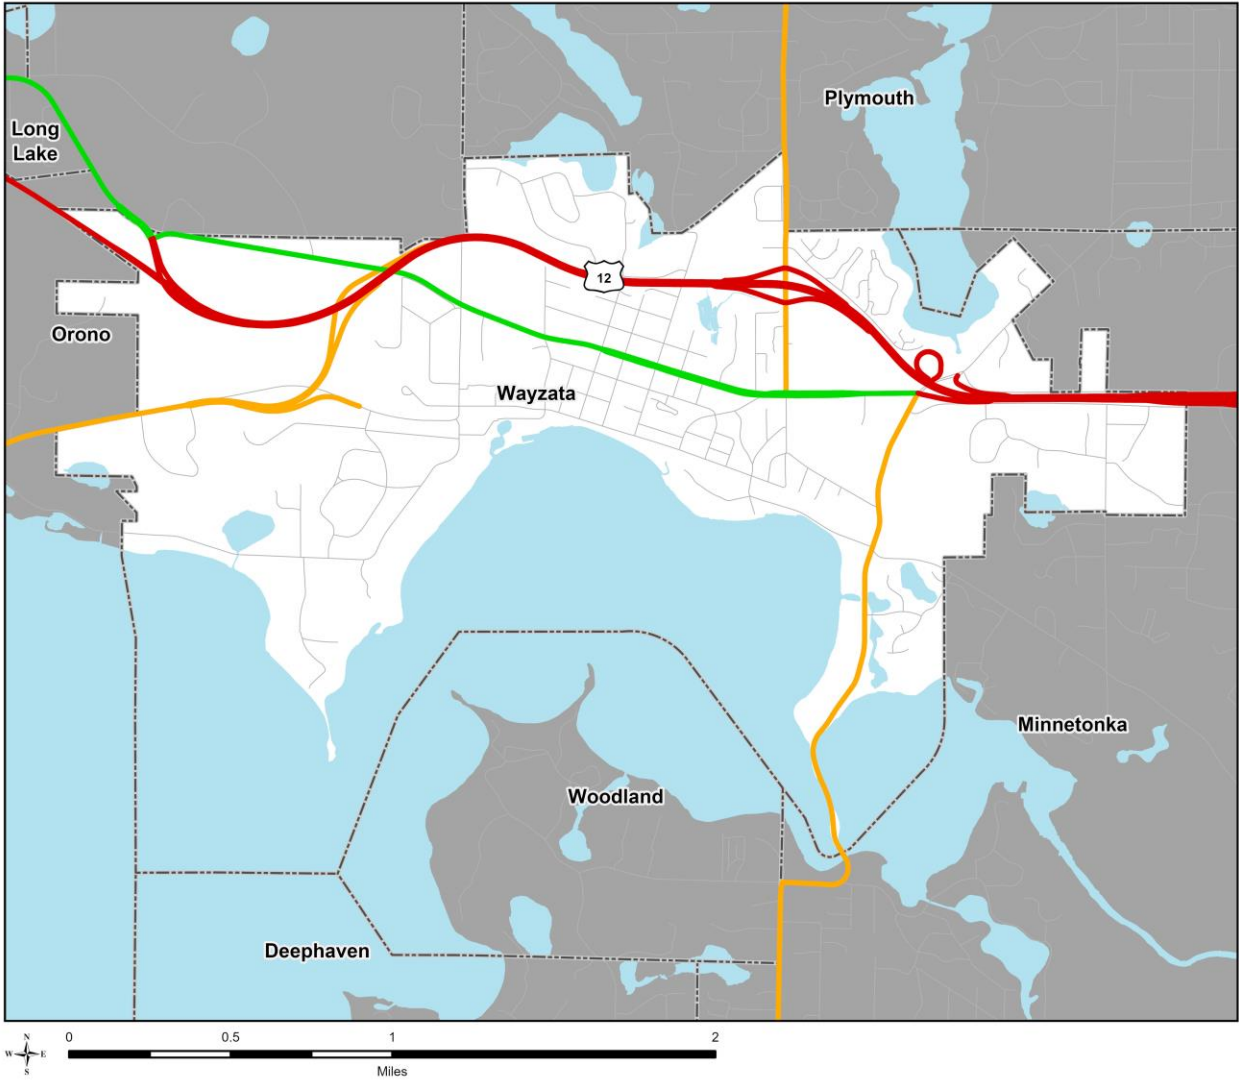 Plymouth
Long
Lake
12
Orono
Wayzata
Minnetonka
Woodland
Deephaven
N
W E
S
0 0.5 1 2
Miles